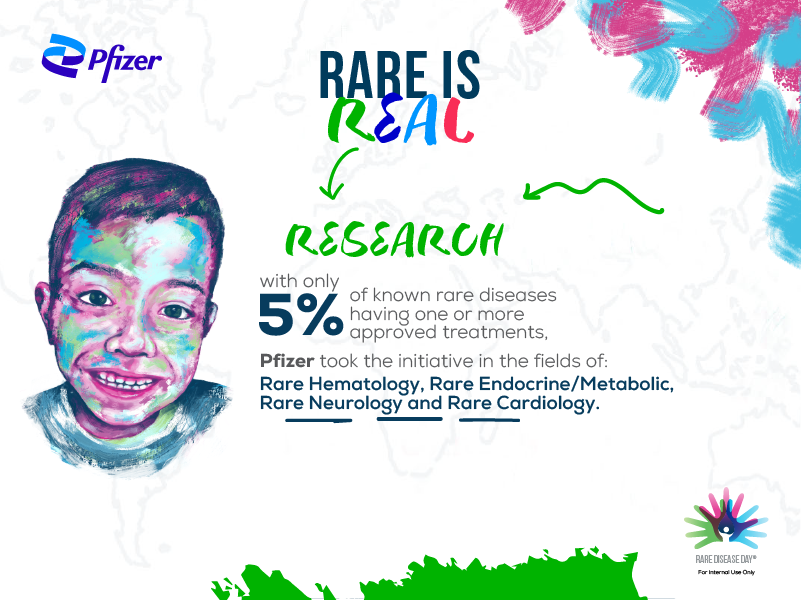 Pfizer
RARE IS
REAL
RESEARCH
with only
5%
of known rare diseases
having one or more
approved treatments,
Pfizer took the initiative in the fields of:
Rare Hematology, Rare Endocrine/Metabolic,
Rare Neurology and Rare Cardiology.
RARE DISEASE DAY®
For Internal Use Only